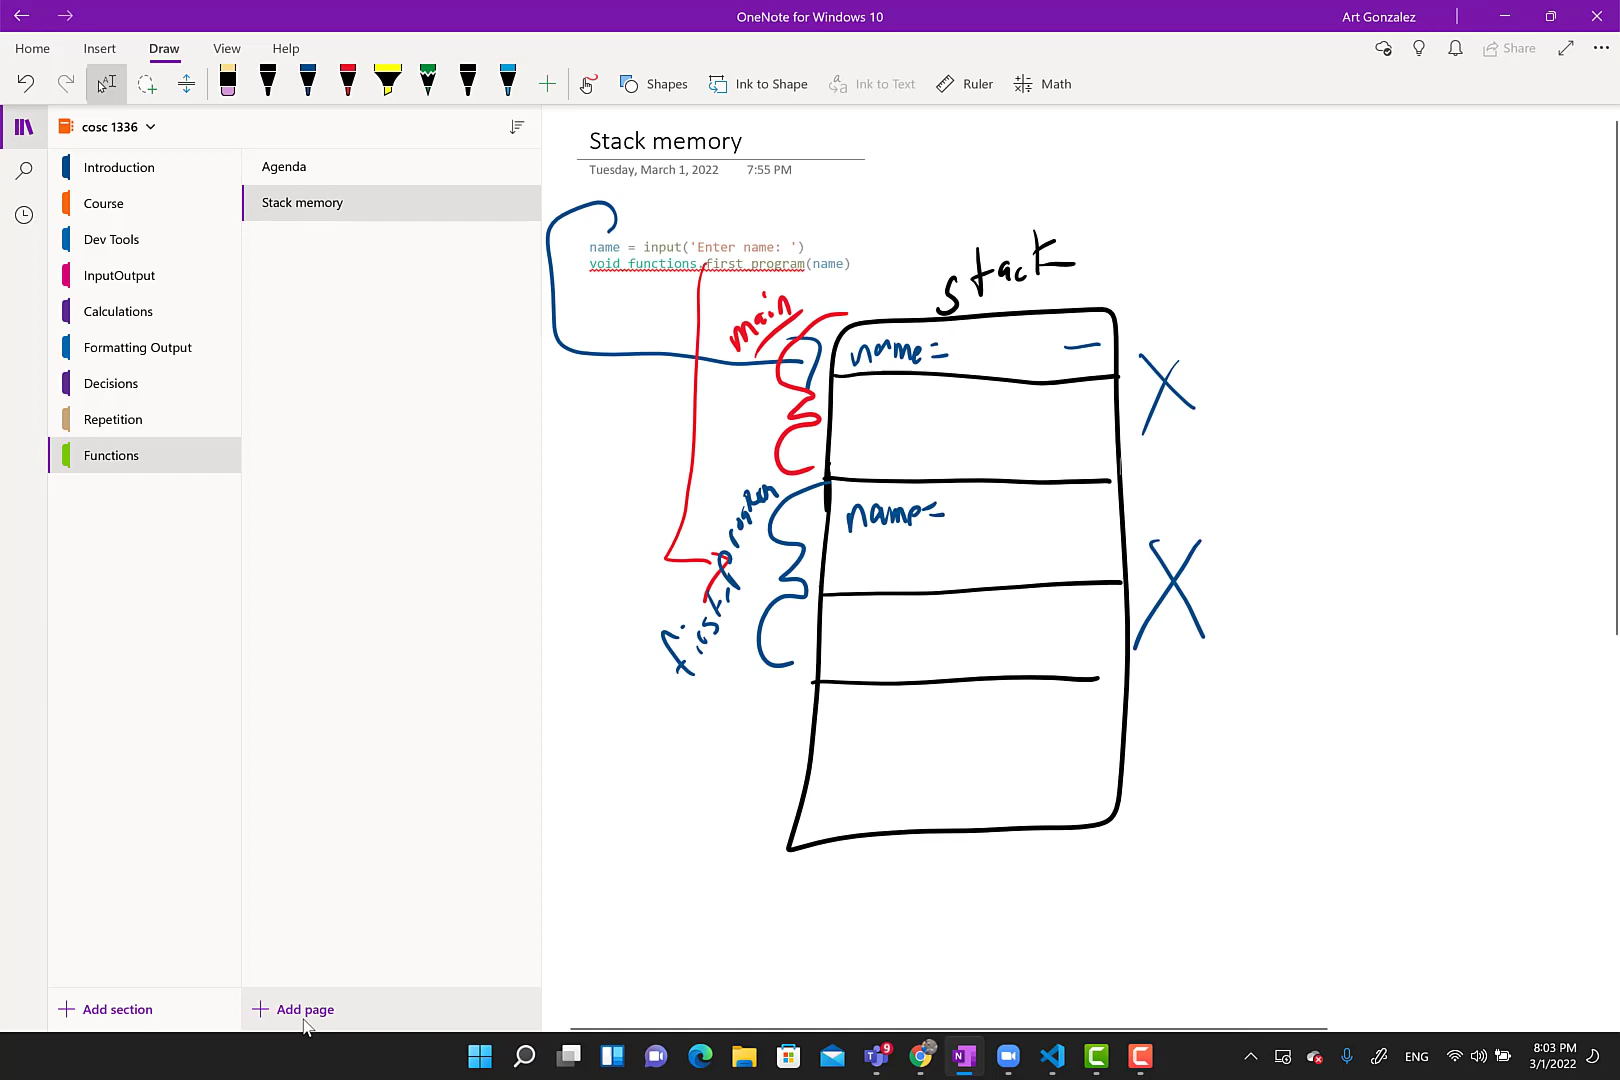 OneNote for Windows 10
Art Gonzalez
Home Insert Draw View Help
Share
Shapes
Ink to Shape
Ink to Text
Ruler
Math
cosc 1336
Introduction
Course
Dev Tools
InputOutput
Calculations
Formatting Output
Decisions
Repetition
Functions
Add section
Agenda
Stack memory
Add page
Stack memory
Tuesday, March 1, 2022 7:55 PM
name = input('Enter name: ')
void_functions.first_program(name)
stack
main
name=
X
first_program
name=
X
9
N
ENG
8:03 PM
3/1/2022